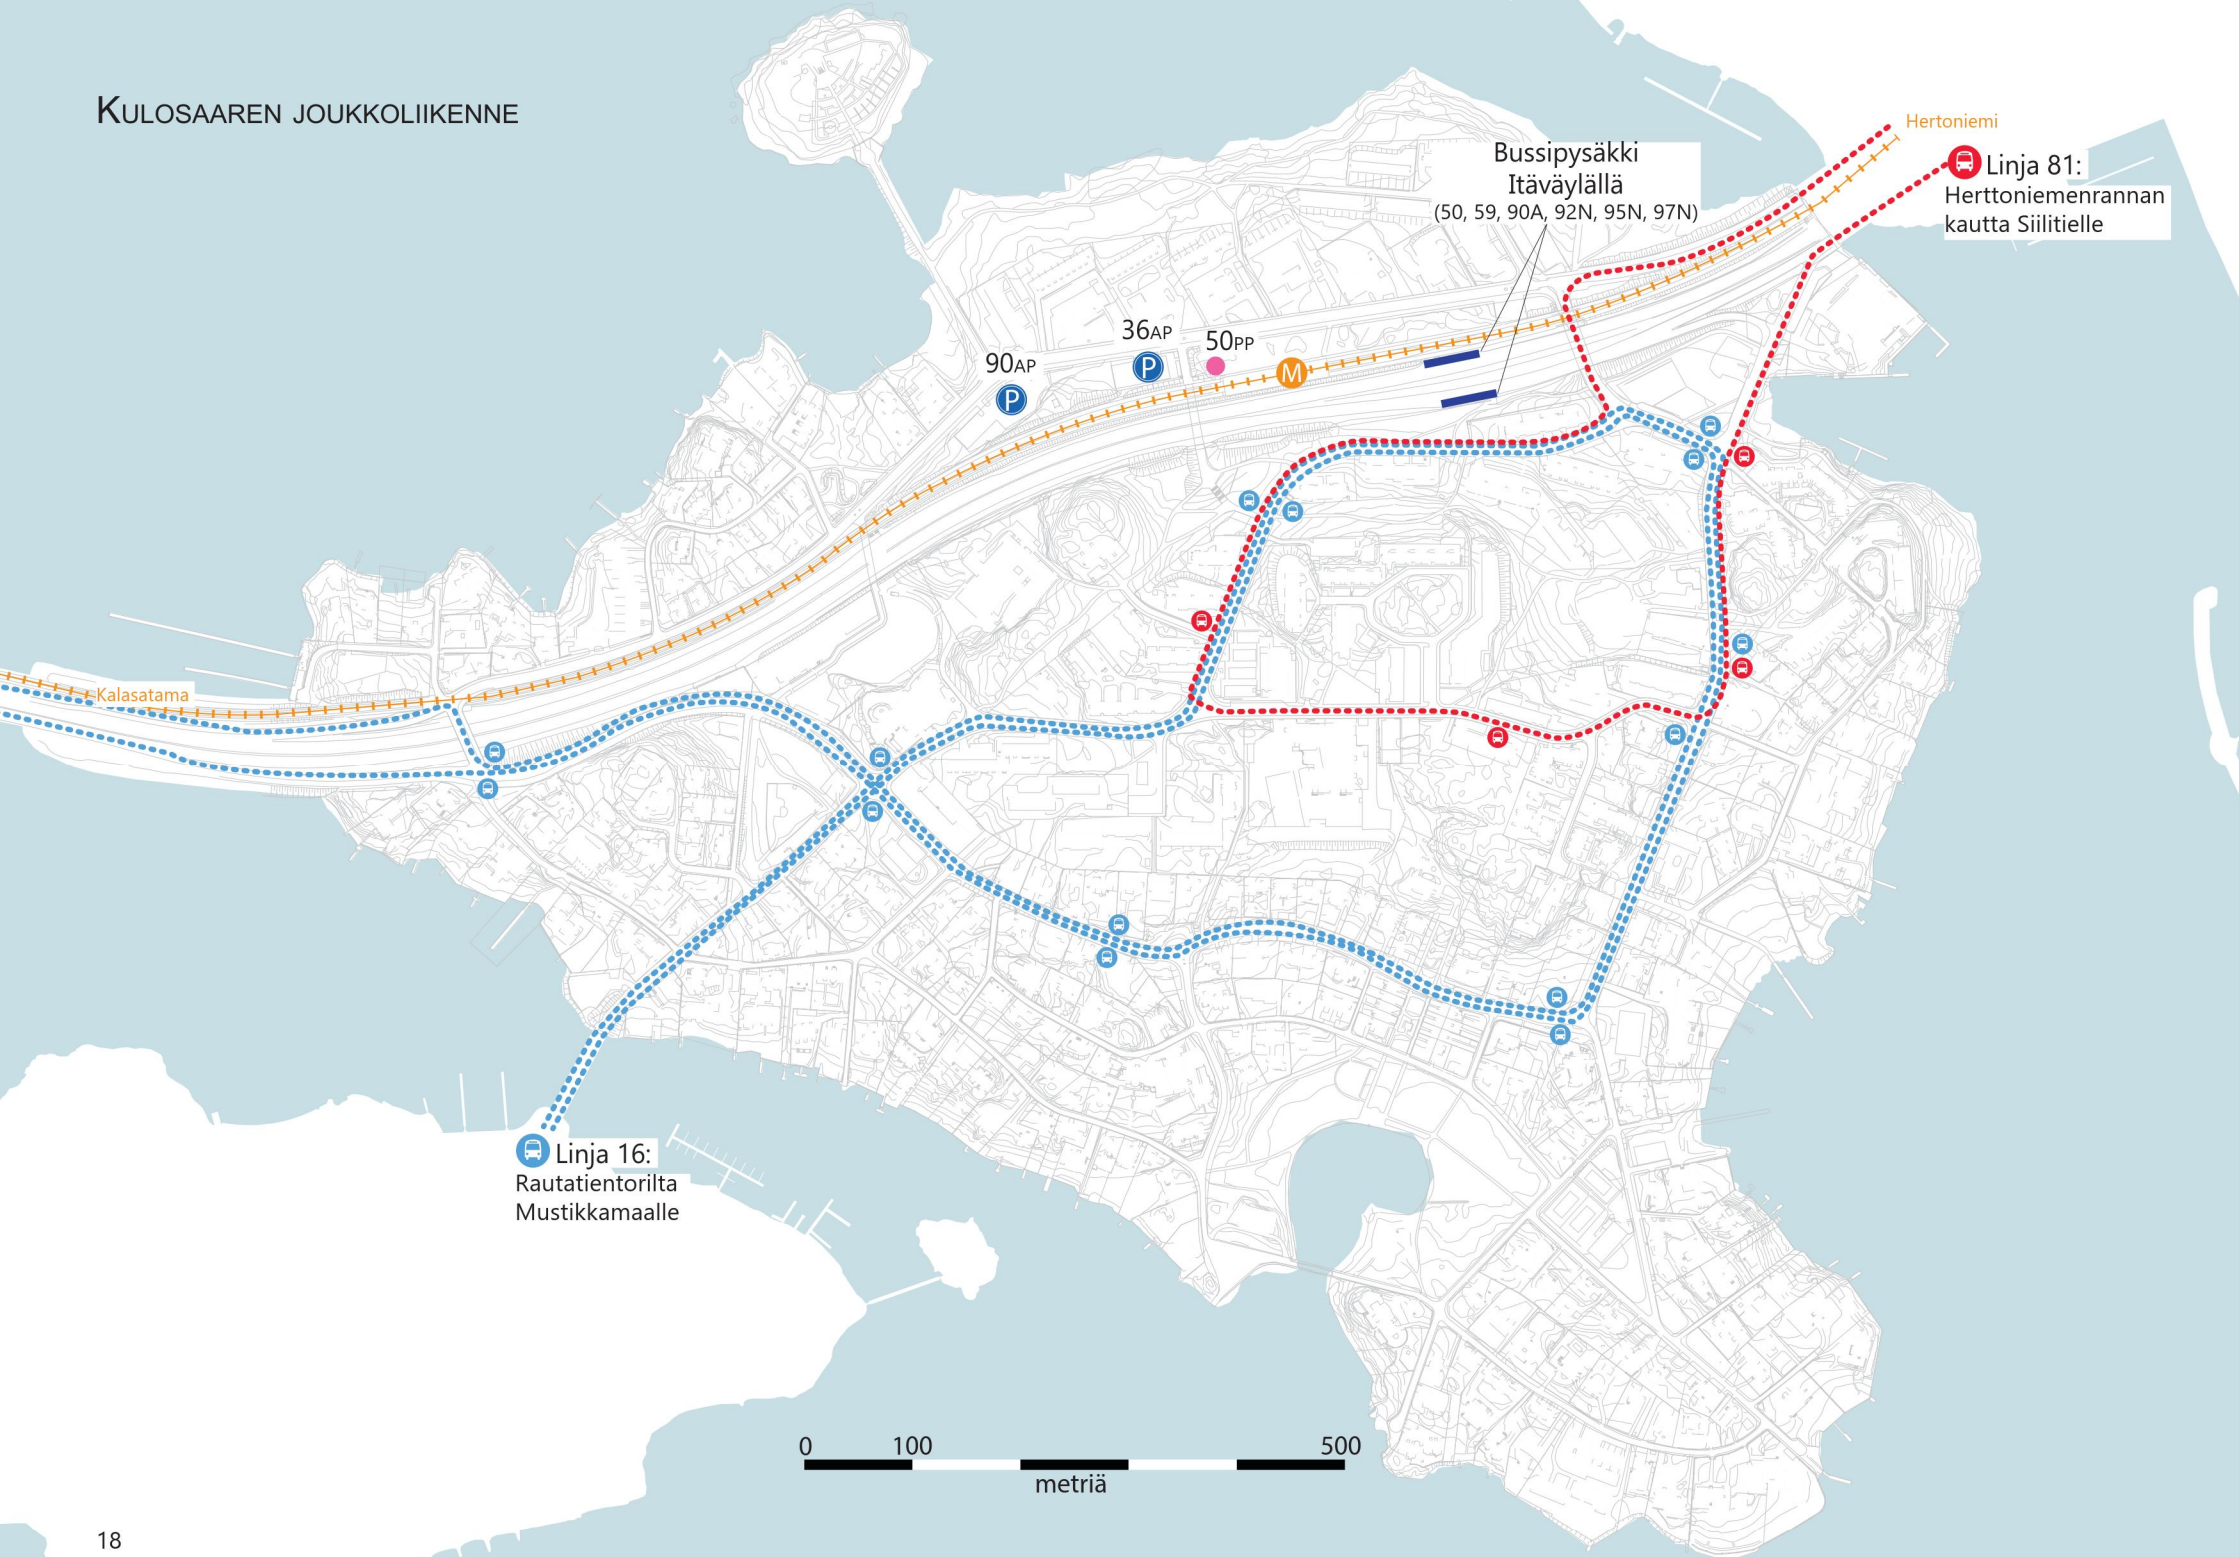 KULOSAAREN JOUKKOLIIKENNE
Hertoniemi
Linja 81:
Herttoniemenrannan
kautta Siilitielle
Bussipysäkki
Itäväylällä
(50, 59, 90A, 92N, 95N, 97N)
36AP
50PP
90AP
P
P
M
Kalasatama
Linja 16:
Rautatientorilta
Mustikkamaalle
0 100 500
metriä
18